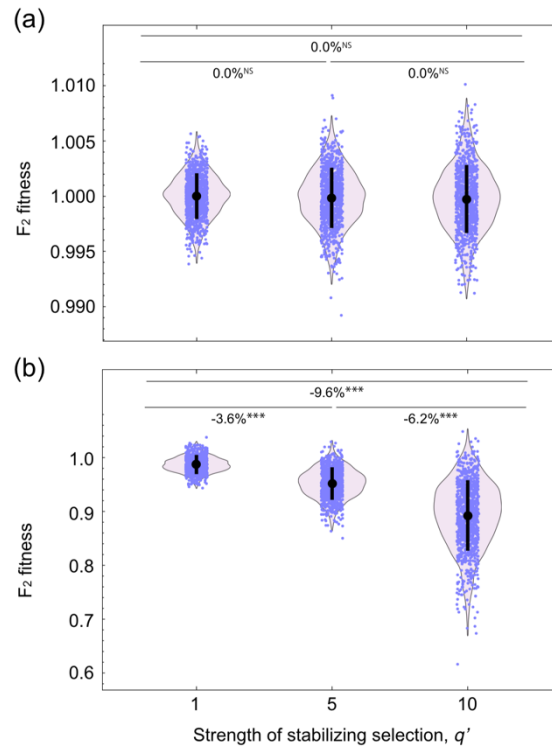 (a)
0.0%NS
0.0%NS 0.0%NS
1.010
1.005
1.000
0.995
0.990
F2 fitness
(b)
-9.6%***
-3.6%*** -6.2%***
1.0
0.9
0.8
0.7
0.6
F2 fitness
1 5 10
Strength of stabilizing selection, q'